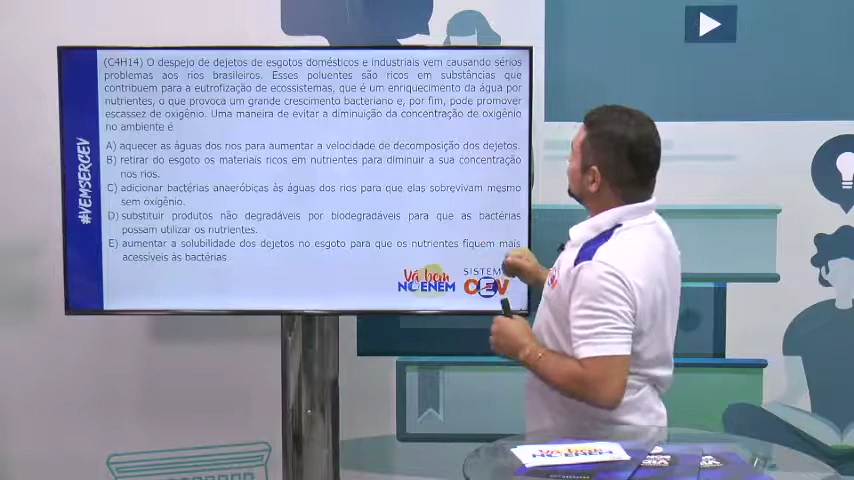 (C4H14) O despejo de dejetos de esgotos domésticos e industriais vem causando sérios
problemas aos rios brasileiros. Esses poluentes são ricos em substâncias que
contribuem para a eutrofização de ecossistemas, que é um enriquecimento da água por
nutrientes, o que provoca um grande crescimento bacteriano e, por fim, pode promover
escassez de oxigênio. Uma maneira de evitar a diminuição da concentração de oxigênio
no ambiente é
A) aquecer as águas dos rios para aumentar a velocidade de decomposição dos dejetos.
B) retirar do esgoto os materiais ricos em nutrientes para diminuir a sua concentração
nos rios.
C) adicionar bactérias anaeróbicas às águas dos rios para que elas sobrevivam mesmo
sem oxigênio.
D) substituir produtos não degradáveis por biodegradáveis para que as bactérias
possam utilizar os nutrientes.
E) aumentar a solubilidade dos dejetos no esgoto para que os nutrientes fiquem mais
acessíveis às bactérias.
#VEMSERCEV
Vá bem
NO ENEM
SISTEM
CEV
Vá bem
NO ENEM